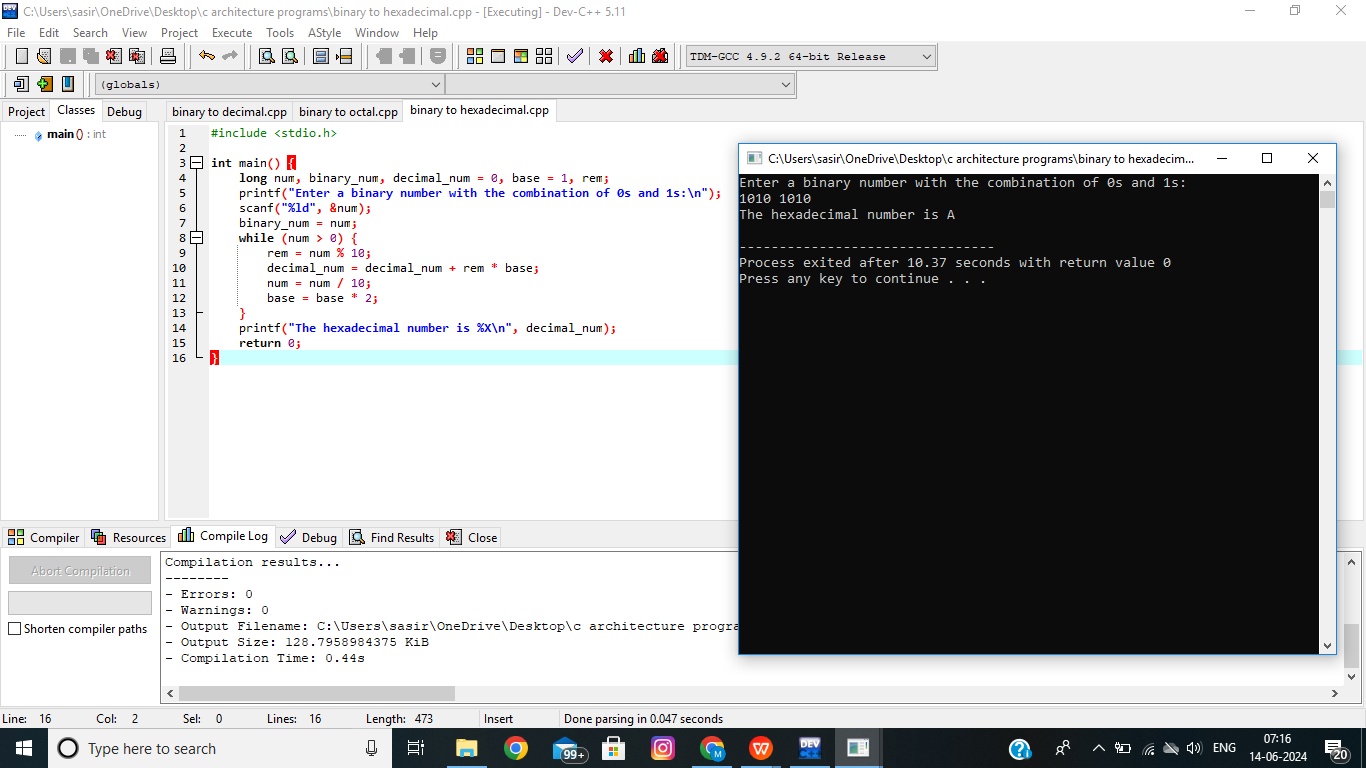 C:\Users\sasir\OneDrive\Desktop\c architecture programs\binary to hexadecimal.cpp - [Executing] - Dev-C++ 5.11
File Edit Search View Project Execute Tools AStyle Window Help
TDM-GCC 4.9.2 64-bit Release
(globals)
Project Classes Debug
binary to decimal.cpp binary to octal.cpp binary to hexadecimal.cpp
main () : int
1 #include <stdio.h>
2
3 int main() {
4 long num, binary_num, decimal_num = 0, base = 1, rem;
5 printf("Enter a binary number with the combination of 0s and 1s:\n");
6 scanf("%ld", &num);
7 binary_num = num;
8 while (num > 0) {
9 rem = num % 10;
10 decimal_num = decimal_num + rem * base;
11 num = num / 10;
12 base = base * 2;
13 }
14 printf("The hexadecimal number is %X\n", decimal_num);
15 return 0;
16 }
C:\Users\sasir\OneDrive\Desktop\c architecture programs\binary to hexadecim...
Enter a binary number with the combination of 0s and 1s:
1010 1010
The hexadecimal number is A
--------------------------------
Process exited after 10.37 seconds with return value 0
Press any key to continue . . .
Compiler Resources Compile Log Debug Find Results Close
Abort Compilation
Shorten compiler paths
Compilation results...
--------
- Errors: 0
- Warnings: 0
- Output Filename: C:\Users\sasir\OneDrive\Desktop\c architecture progra
- Output Size: 128.7958984375 KiB
- Compilation Time: 0.44s
Line: 16 Col: 2 Sel: 0 Lines: 16 Length: 473 Insert Done parsing in 0.047 seconds
Type here to search
99+
M
W
DEV
ENG
07:16
14-06-2024
20